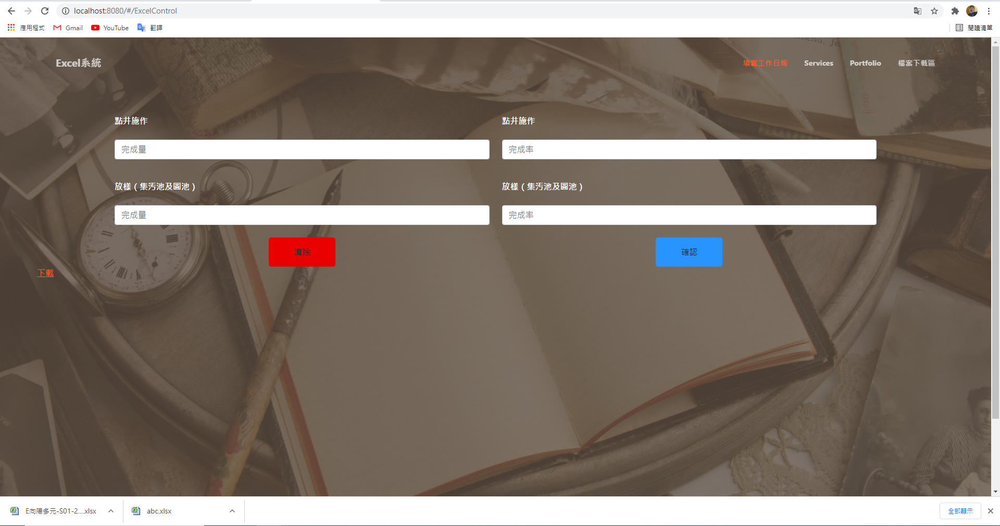 localhost:8080/#/ExcelControl
應用程式 Gmail YouTube 翻譯 閱讀清單
Excel系統 填寫工作日報 Services Portfolio 檔案下載區
點井施作 點井施作
完成量 完成率
放樣（集污池及圓池） 放樣（集污池及圓池）
完成量 完成率
清除 確認
下載
E向陽多元-S01-2....xlsx abc.xlsx 全部顯示